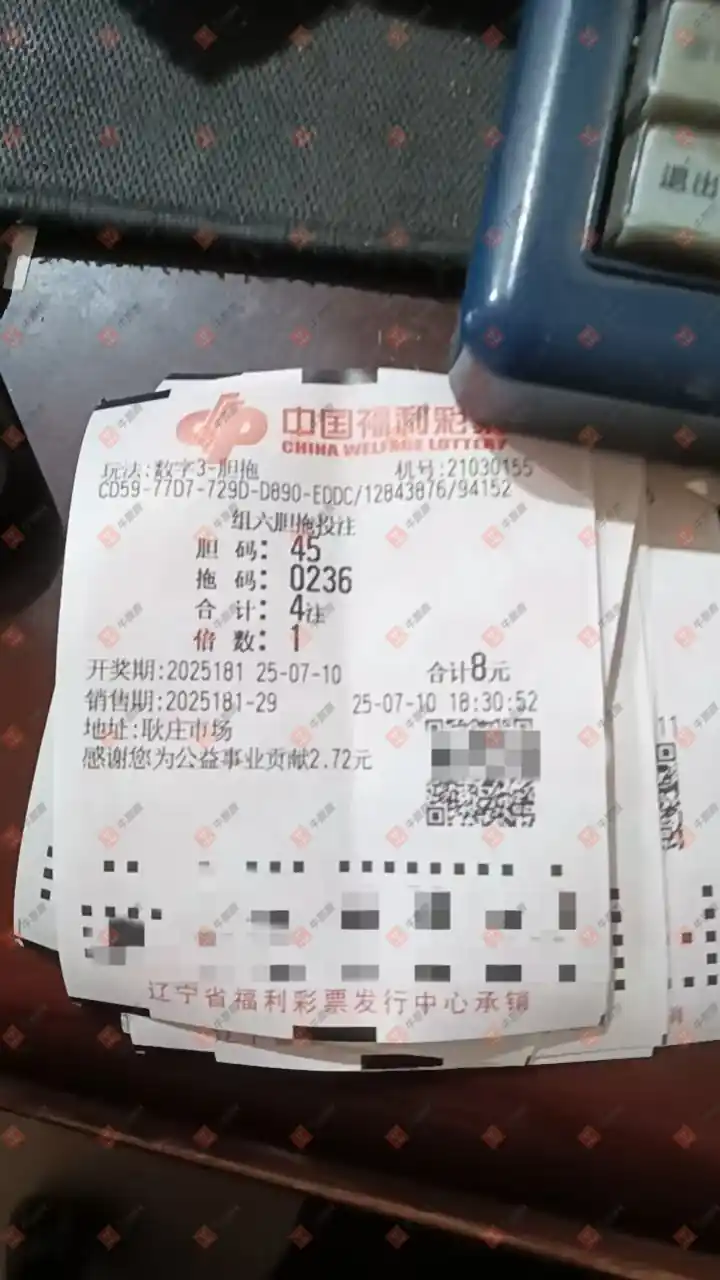 退出
中国福利彩票
CHINA WELFARE LOTTERY
玩法:数字3-胆拖 机号:21030155
CD59-77D7-729D-D890-EDDC/12843876/94152
组六胆拖投注
胆 码: 45
拖 码: 0236
合 计: 4注
倍 数: 1
开奖期:2025181 25-07-10 合计8元
销售期:2025181-29 25-07-10 18:30:52
地址:耿庄市场
感谢您为公益事业贡献2.72元
11
辽宁省福利彩票发行中心承销
销